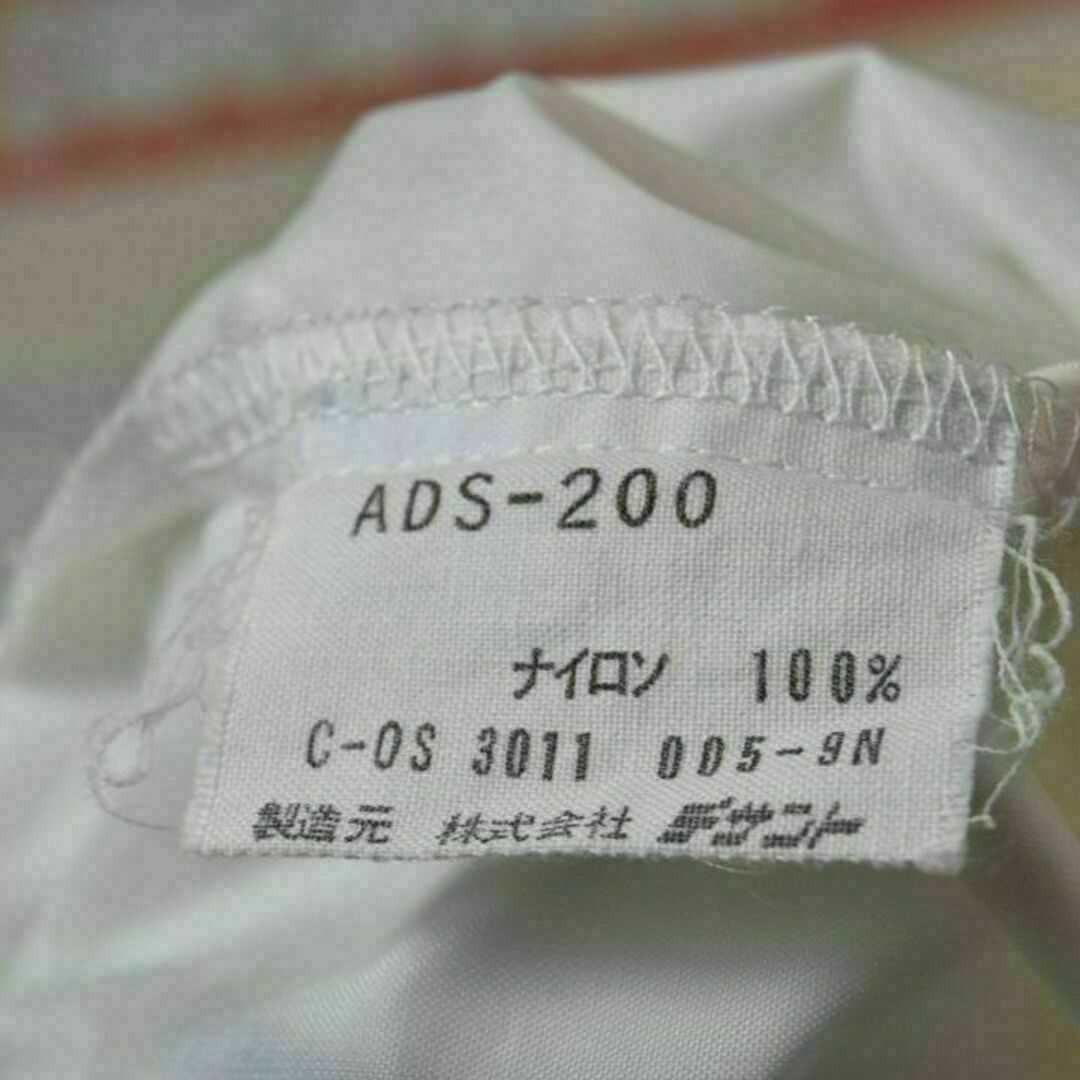 ADS-200
ナイロン 100%
C-OS 3011 005-9N
製造元 株式会社 デサント